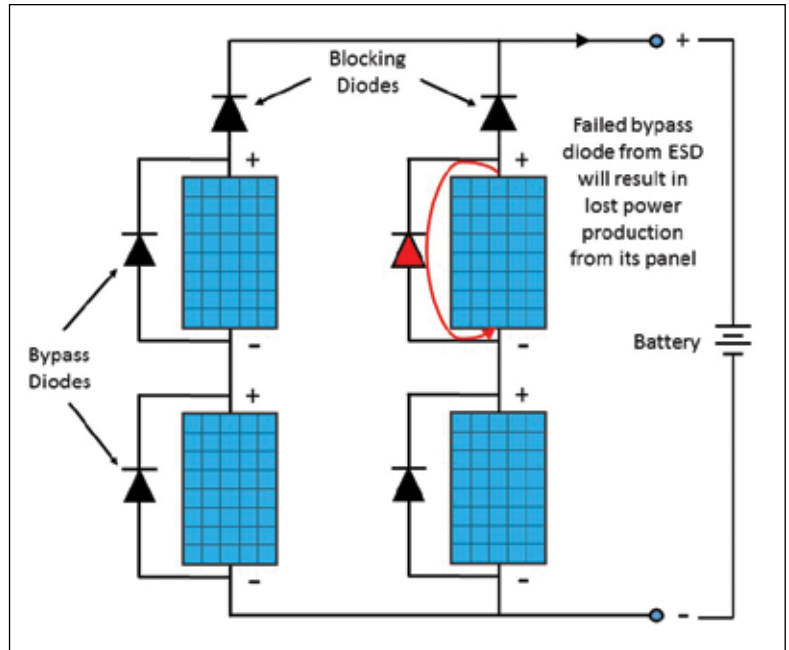 Blocking
Diodes
+
Failed bypass
diode from ESD
will result in
lost power
production
from its panel
+
+
Bypass
Diodes
-
-
Battery
+
+
-
-
-